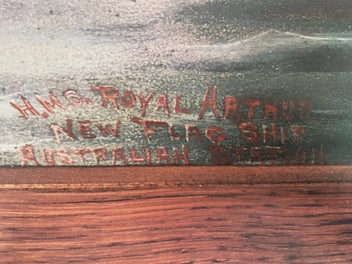 H.M.S. ROYAL ARTHUR
NEW FLAG SHIP
AUSTRALIAN